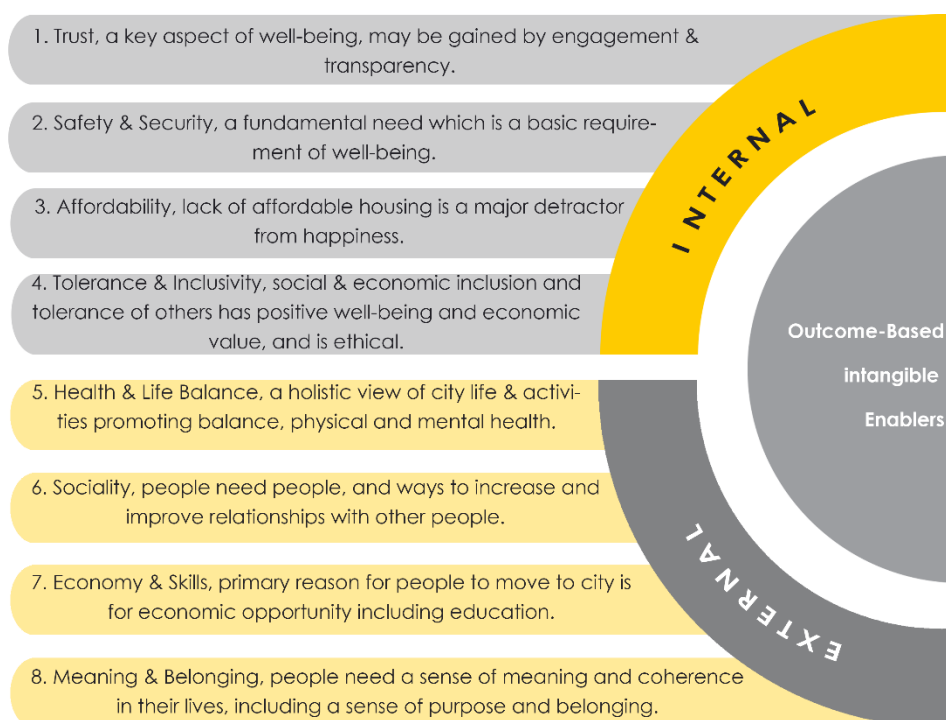 1. Trust, a key aspect of well-being, may be gained by engagement &
transparency.
2. Safety & Security, a fundamental need which is a basic require-
ment of well-being.
3. Affordability, lack of affordable housing is a major detractor
from happiness.
4. Tolerance & Inclusivity, social & economic inclusion and
tolerance of others has positive well-being and economic
value, and is ethical.
5. Health & Life Balance, a holistic view of city life & activi-
ties promoting balance, physical and mental health.
6. Sociality, people need people, and ways to increase and
improve relationships with other people.
7. Economy & Skills, primary reason for people to move to city is
for economic opportunity including education.
8. Meaning & Belonging, people need a sense of meaning and coherence
in their lives, including a sense of purpose and belonging.
INTERNAL
EXTERNAL
Outcome-Based
intangible
Enablers